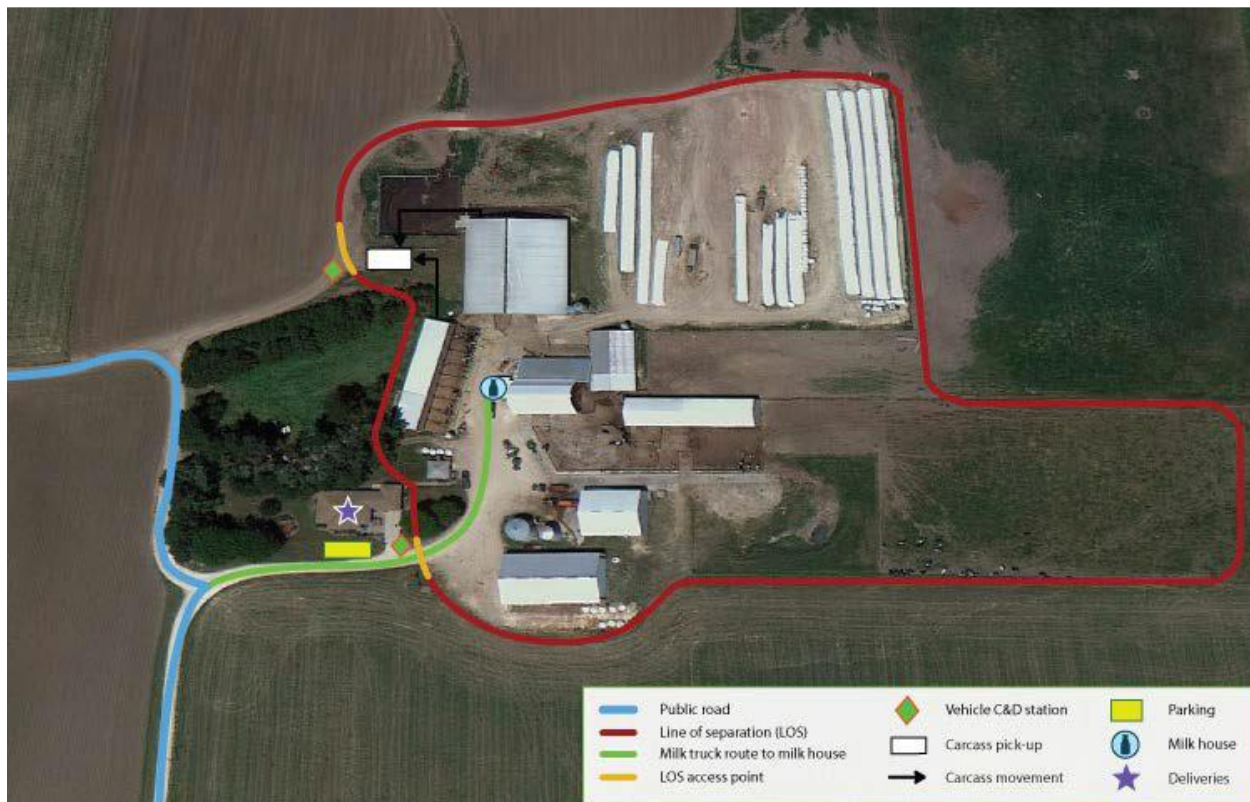 Public road
Line of separation (LOS)
Milk truck route to milk house
LOS access point
Vehicle C&D station
Carcass pick-up
Carcass movement
Parking
Milk house
Deliveries